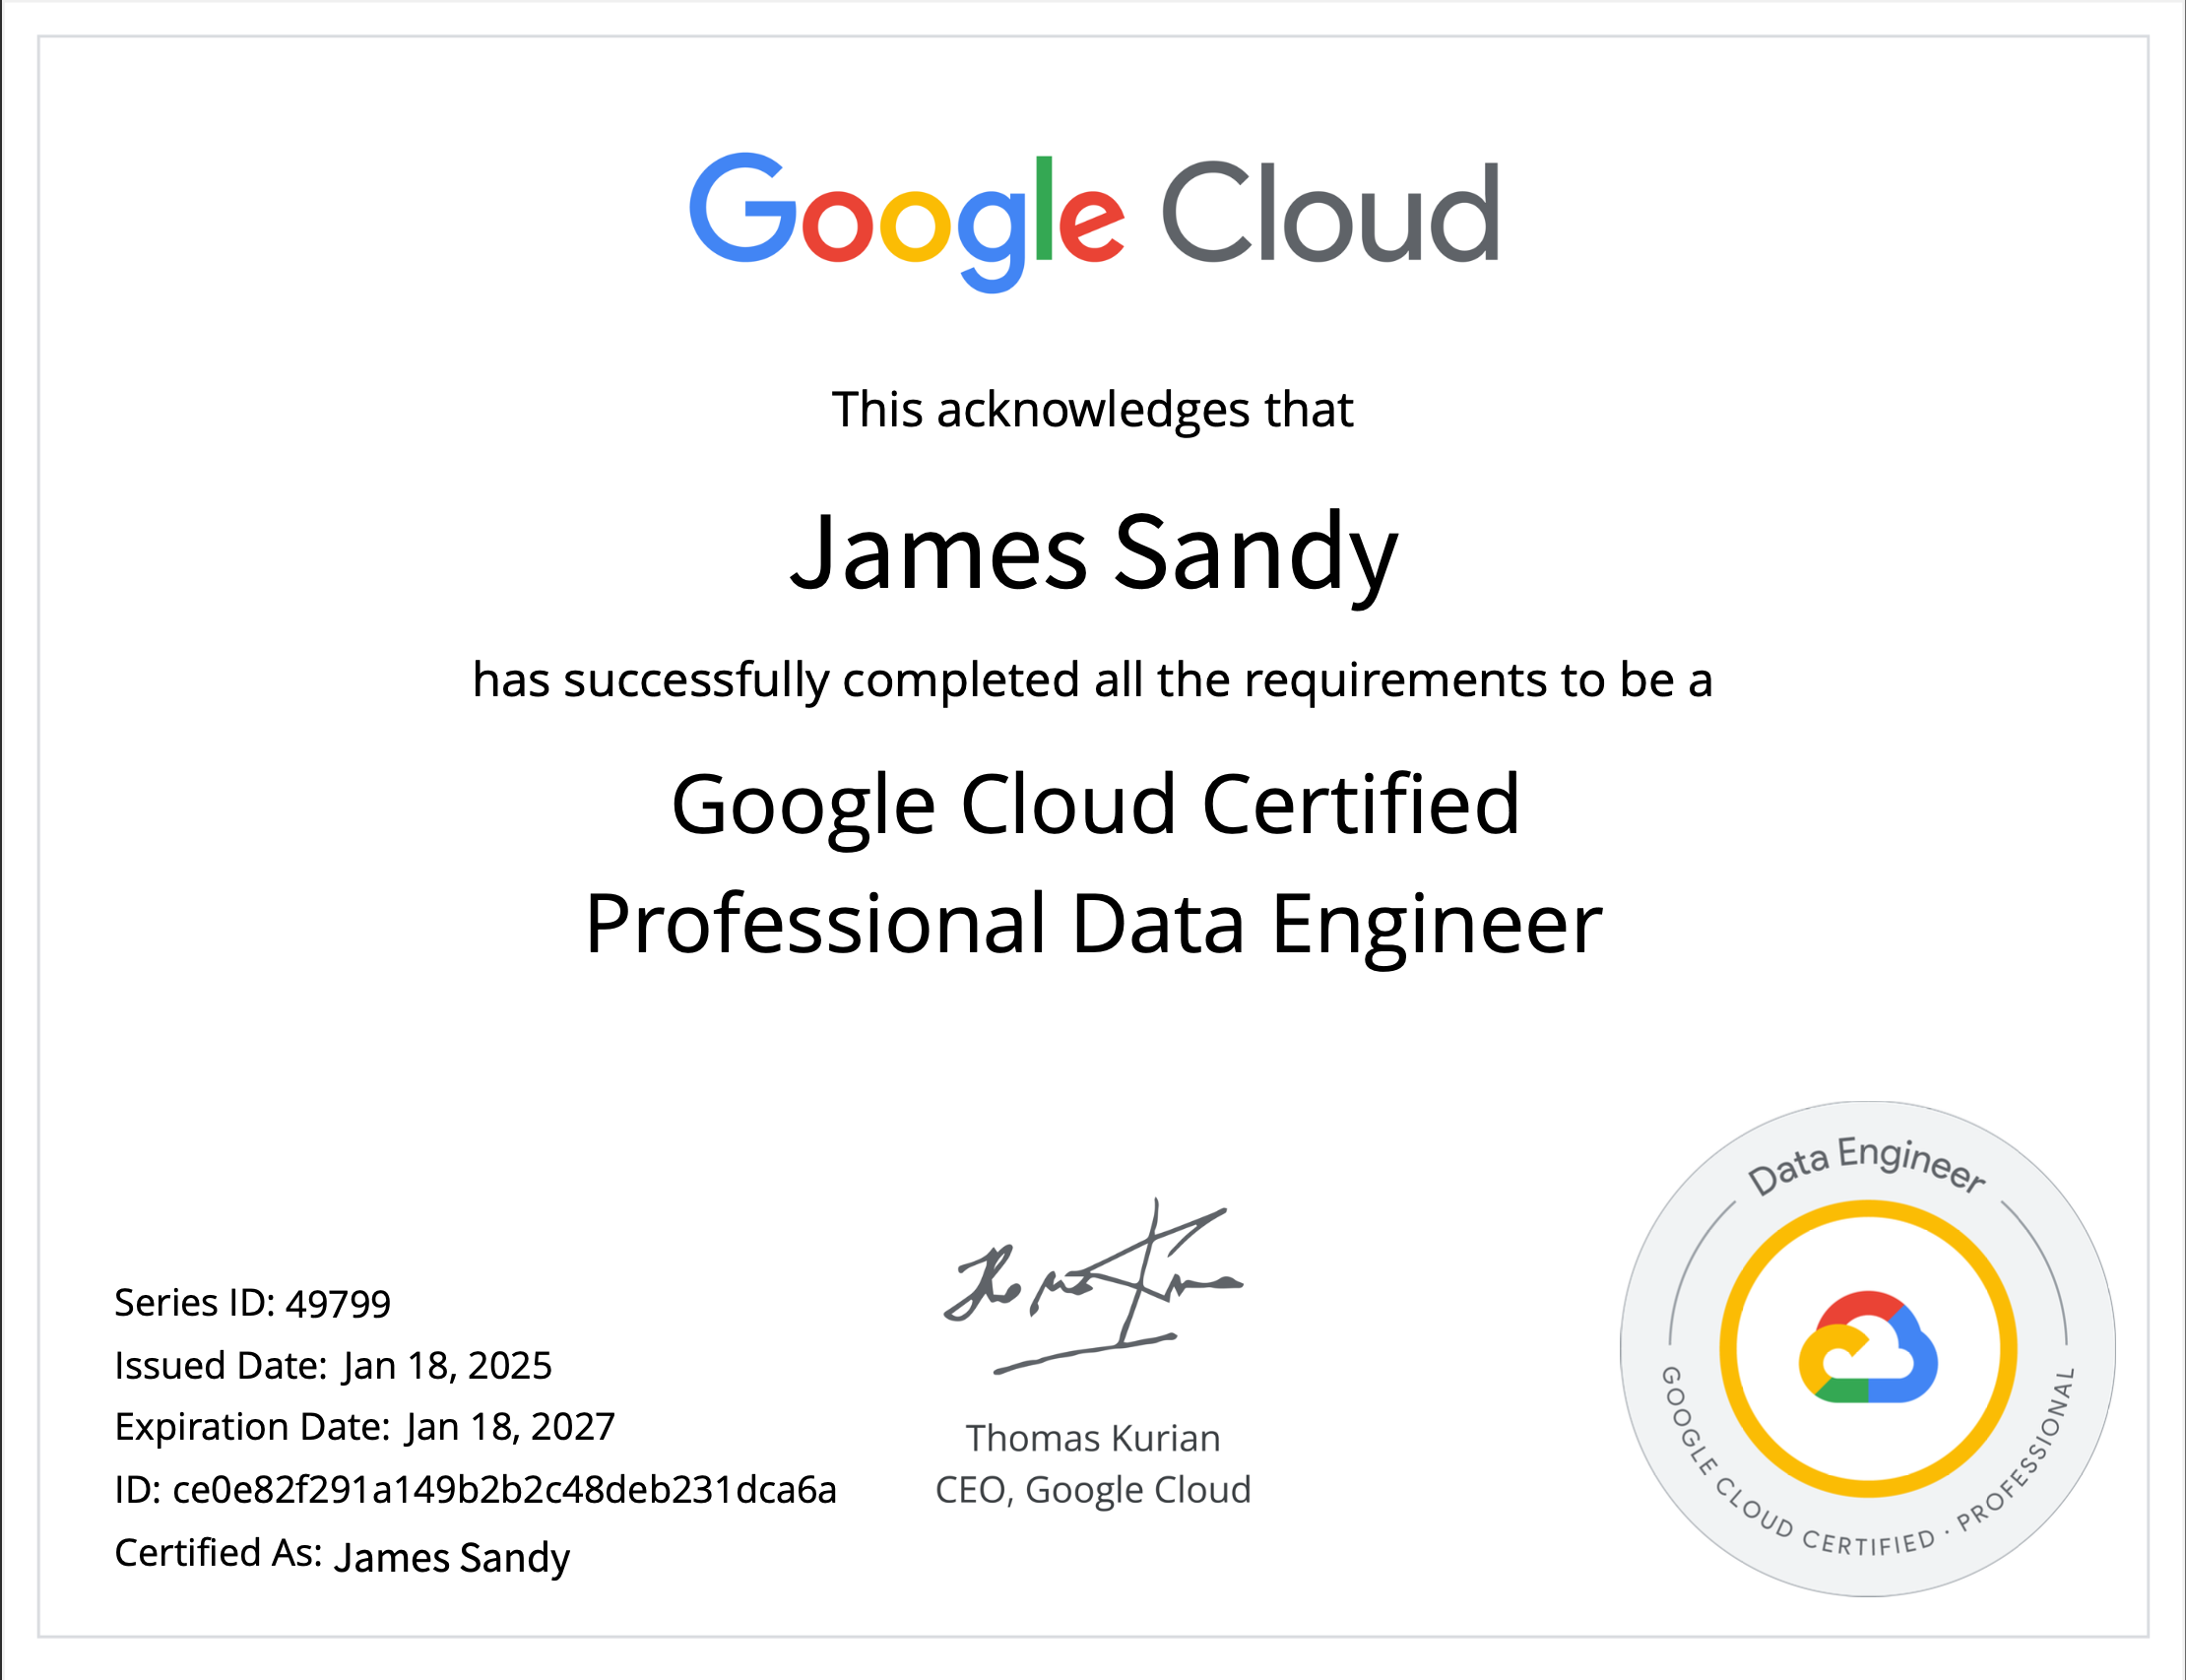 Google Cloud
This acknowledges that
James Sandy
has successfully completed all the requirements to be a
Google Cloud Certified
Professional Data Engineer
Series ID: 49799
Issued Date: Jan 18, 2025
Expiration Date: Jan 18, 2027
ID: ce0e82f291a149b2b2c48deb231dca6a
Certified As: James Sandy
Thomas Kurian
CEO, Google Cloud
Data Engineer
GOOGLE CLOUD CERTIFIED · PROFESSIONAL